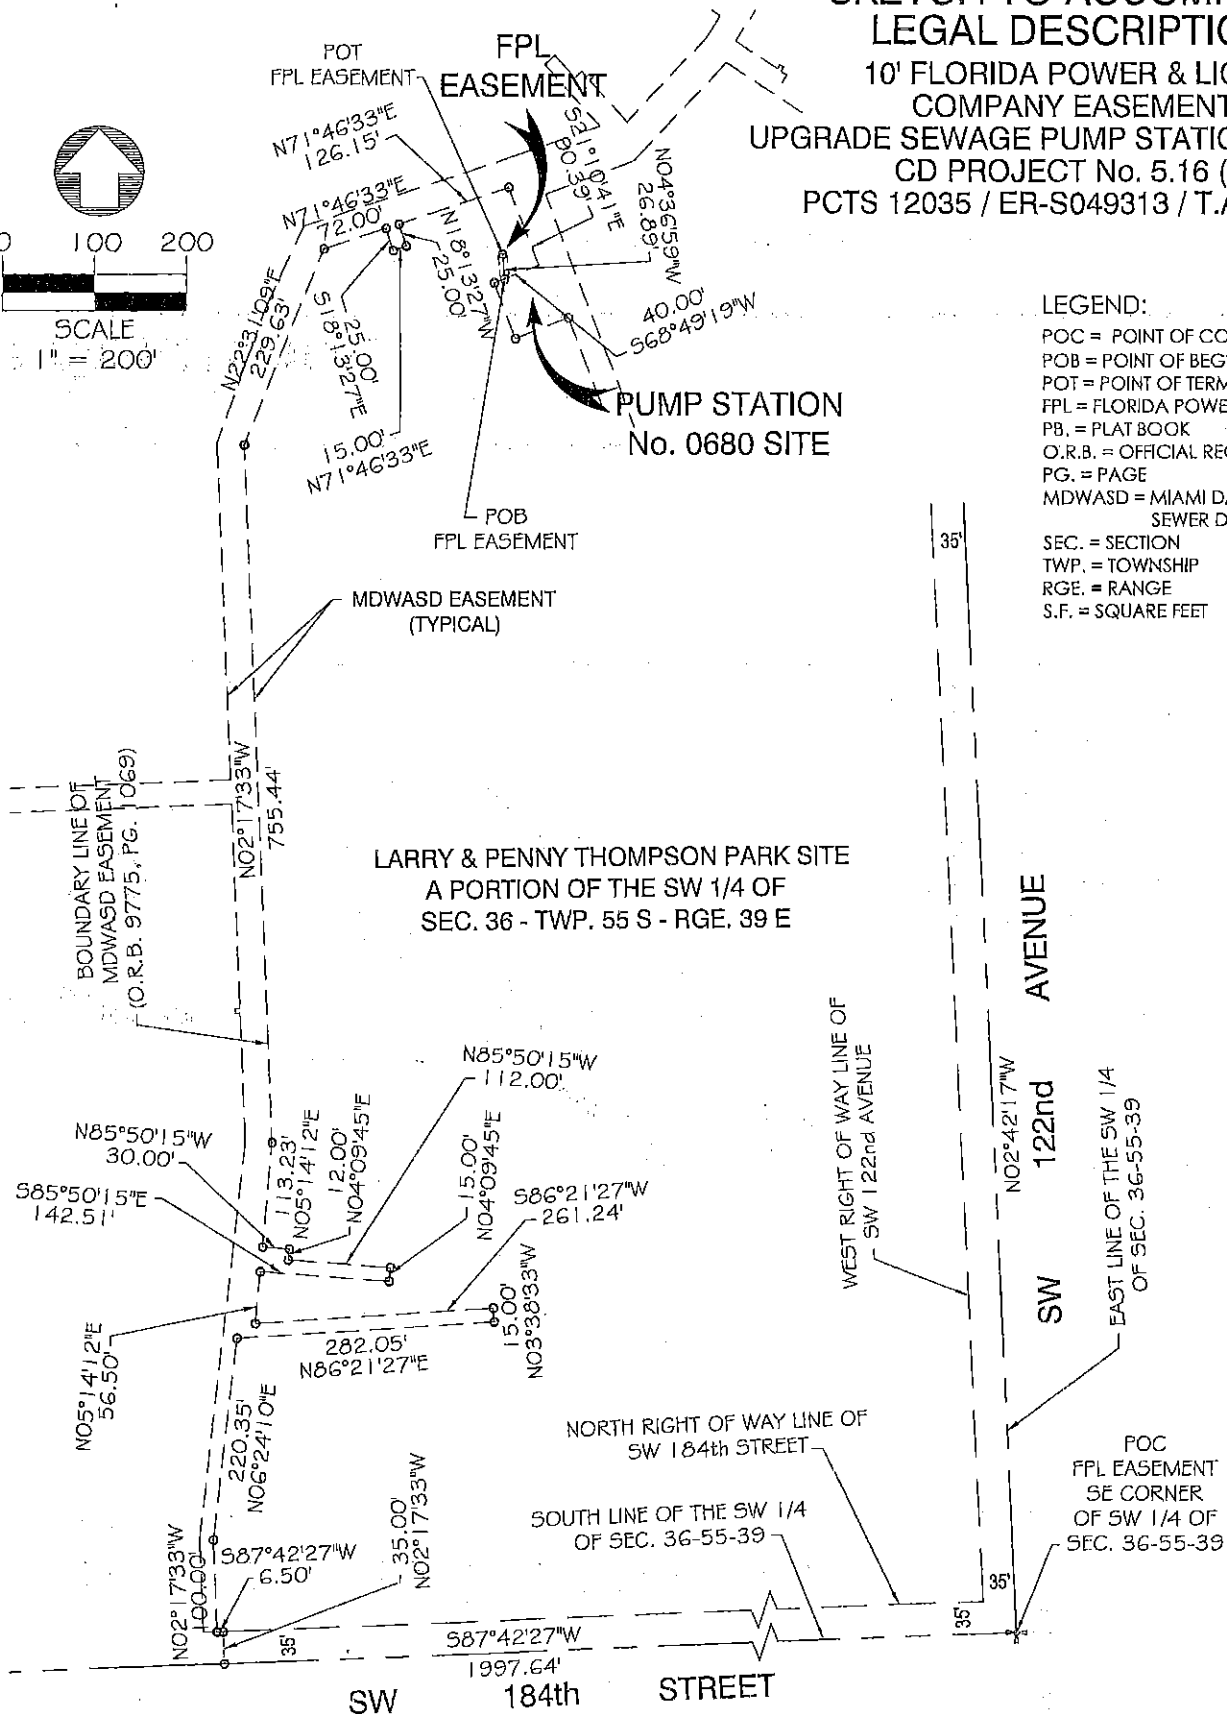 LEGAL DESCRIPTIO
10' FLORIDA POWER & LIG
COMPANY EASEMENT
UPGRADE SEWAGE PUMP STATIO
CD PROJECT No. 5.16 (
PCTS 12035 / ER-S049313 / T.A
POT
FPL EASEMENT
FPL
EASEMENT
N71°46'33"E
126.15'
N71°46'33"E
72.00'
0 100 200
SCALE
1" = 200'
N22°31'09"E
229.63'
25.00'
S18°13'27"E
N18°13'27"W
25.00'
15.00'
N71°46'33"E
S21°10'41"E
80.39'
N04°36'59"W
26.89'
40.00'
S68°49'19"W
PUMP STATION
No. 0680 SITE
POB
FPL EASEMENT
LEGEND:
POC = POINT OF CO
POB = POINT OF BEG
POT = POINT OF TERM
FPL = FLORIDA POWE
PB. = PLAT BOOK
O.R.B. = OFFICIAL REC
PG. = PAGE
MDWASD = MIAMI DA
SEWER D
SEC. = SECTION
TWP. = TOWNSHIP
RGE. = RANGE
S.F. = SQUARE FEET
35'
MDWASD EASEMENT
(TYPICAL)
BOUNDARY LINE OF
MDWASD EASEMENT
(O.R.B. 9775, PG. 1069)
N02°17'33"W
755.44'
LARRY & PENNY THOMPSON PARK SITE
A PORTION OF THE SW 1/4 OF
SEC. 36 - TWP. 55 S - RGE. 39 E
WEST RIGHT OF WAY LINE OF
SW 122nd AVENUE
SW 122nd AVENUE
N02°42'17"W
EAST LINE OF THE SW 1/4
OF SEC. 36-55-39
N85°50'15"W
112.00'
N85°50'15"W
30.00'
S85°50'15"E
142.51'
113.23'
N05°14'12"E
12.00'
N04°09'45"E
15.00'
N04°09'45"E
S86°21'27"W
261.24'
15.00'
N03°38'33"W
282.05'
N86°21'27"E
N05°14'12"E
56.50'
220.35'
N06°24'10"E
N02°17'33"W
100.00'
S87°42'27"W
6.50'
35.00'
N02°17'33"W
NORTH RIGHT OF WAY LINE OF
SW 184th STREET
SOUTH LINE OF THE SW 1/4
OF SEC. 36-55-39
POC
FPL EASEMENT
SE CORNER
OF SW 1/4 OF
SEC. 36-55-39
35'
35'
35'
S87°42'27"W
1997.64'
SW 184th STREET